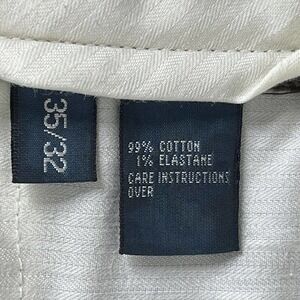 35/32
99% COTTON
1% ELASTANE
CARE INSTRUCTIONS
OVER